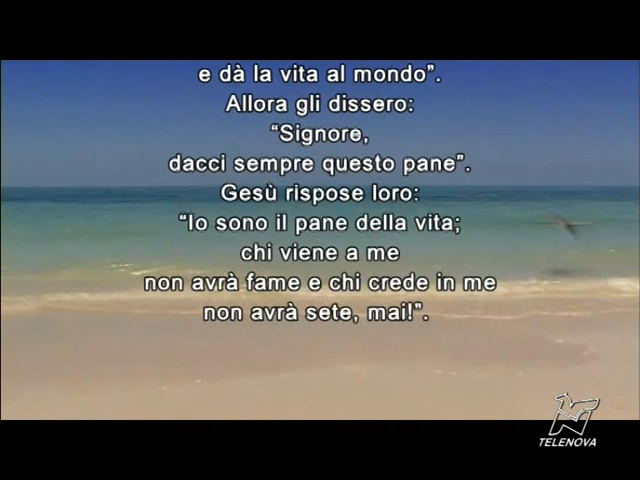 e dà la vita al mondo”.
Allora gli dissero:
“Signore,
dacci sempre questo pane”.
Gesù rispose loro:
“Io sono il pane della vita;
chi viene a me
non avrà fame e chi crede in me
non avrà sete, mai!”.
TELENOVA